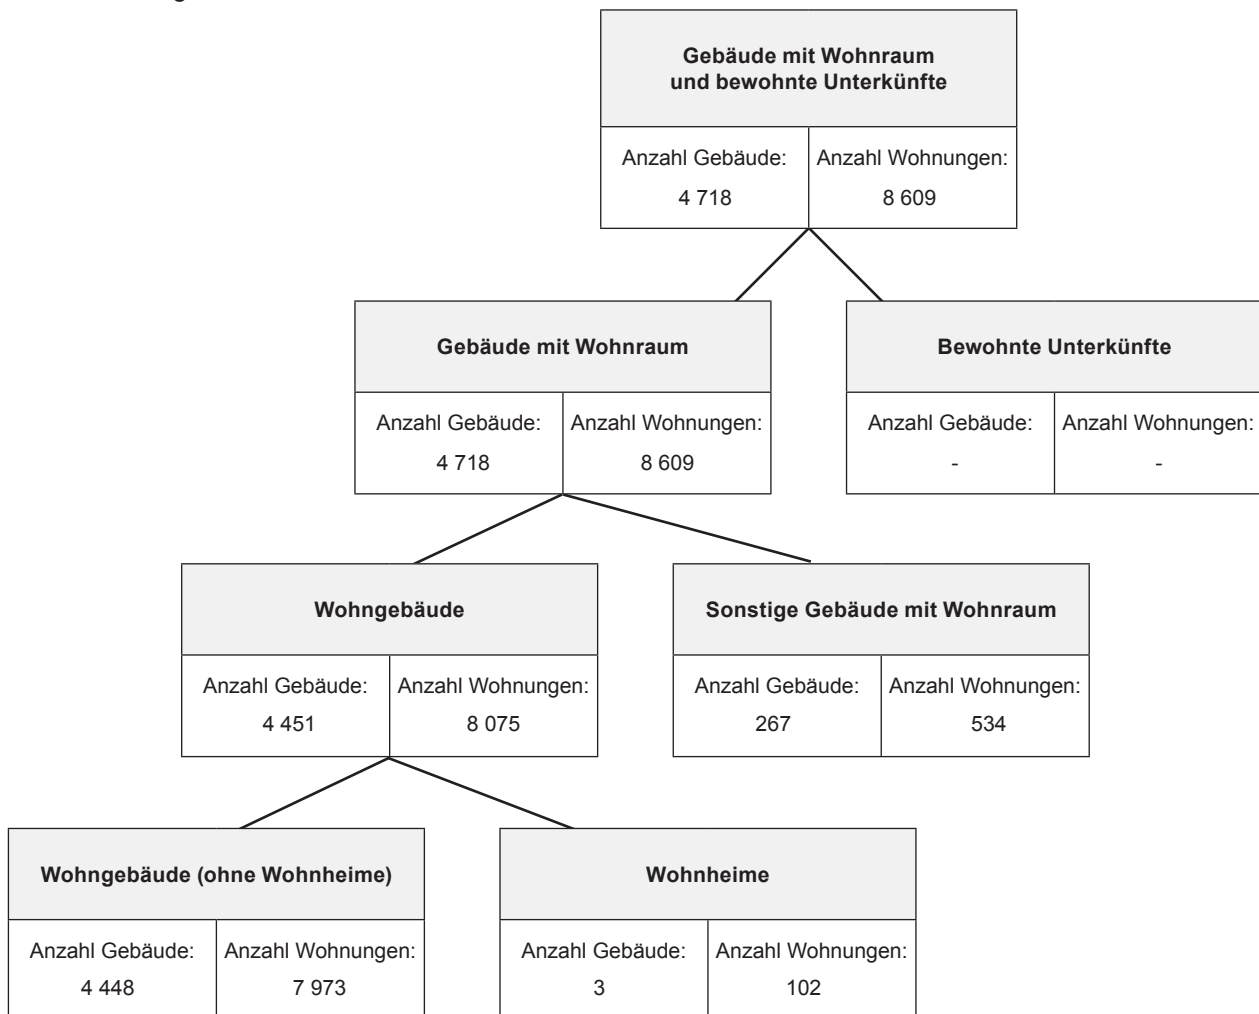 Gebäude mit Wohnraum
und bewohnte Unterkünfte
Anzahl Gebäude: Anzahl Wohnungen:
4 718 8 609
Gebäude mit Wohnraum
Anzahl Gebäude: Anzahl Wohnungen:
4 718 8 609
Bewohnte Unterkünfte
Anzahl Gebäude: Anzahl Wohnungen:
- -
Wohngebäude
Anzahl Gebäude: Anzahl Wohnungen:
4 451 8 075
Sonstige Gebäude mit Wohnraum
Anzahl Gebäude: Anzahl Wohnungen:
267 534
Wohngebäude (ohne Wohnheime)
Anzahl Gebäude: Anzahl Wohnungen:
4 448 7 973
Wohnheime
Anzahl Gebäude: Anzahl Wohnungen:
3 102